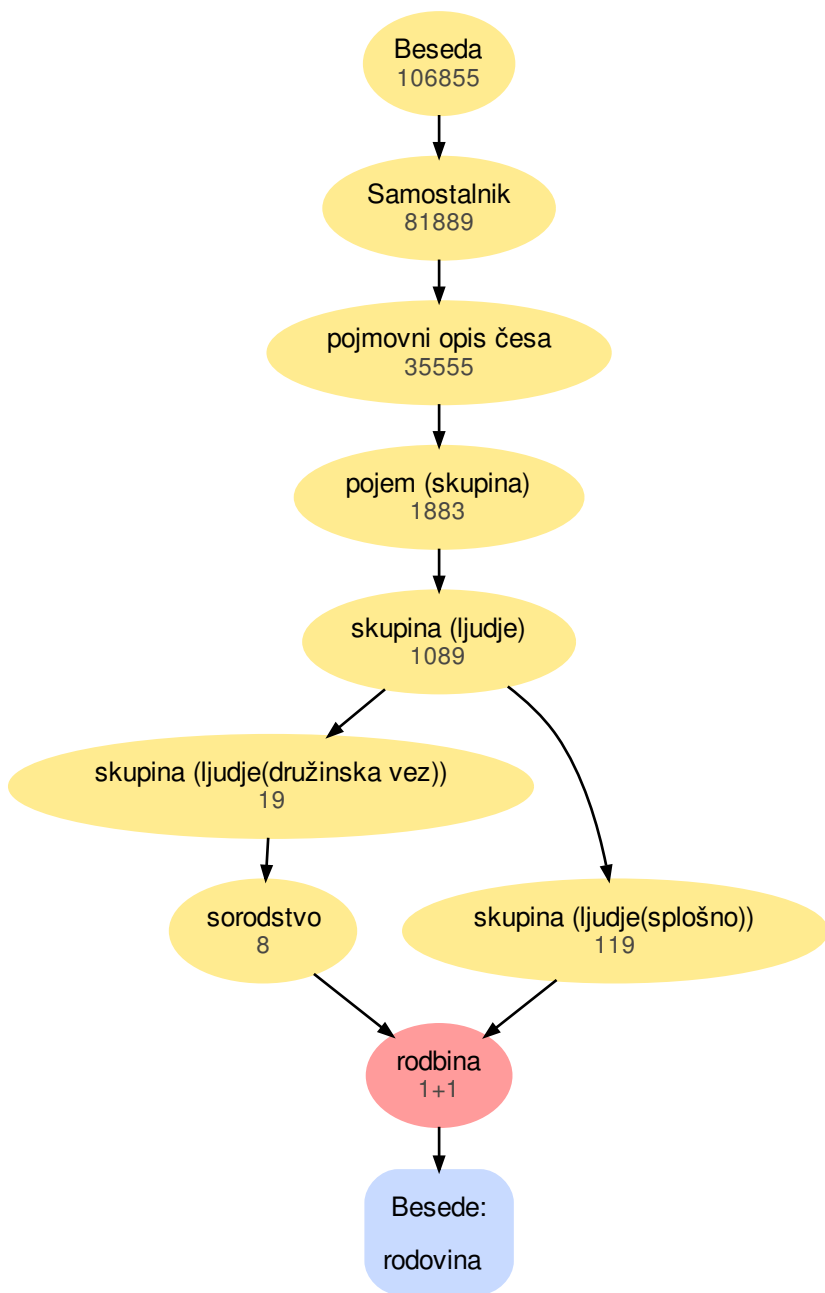 Beseda
106855
Samostalnik
81889
pojmovni opis česa
35555
pojem (skupina)
1883
skupina (ljudje)
1089
skupina (ljudje(družinska vez))
19
sorodstvo
8
skupina (ljudje(splošno))
119
rodbina
1+1
Besede:
rodovina